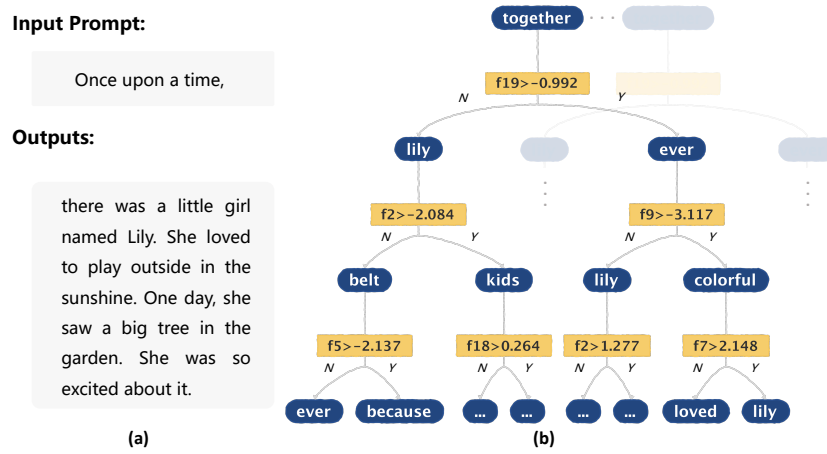 Input Prompt:
Once upon a time,
Outputs:
there was a little girl
named Lily. She loved
to play outside in the
sunshine. One day, she
saw a big tree in the
garden. She was so
excited about it.
(a)
together ...
f19>-0.992
N Y
lily ever
f2>-2.084 f9>-3.117
N Y N Y
belt kids lily colorful
f5>-2.137 f18>0.264 f2>1.277 f7>2.148
N Y N Y N Y N Y
ever because ... ... ... ... loved lily
(b)